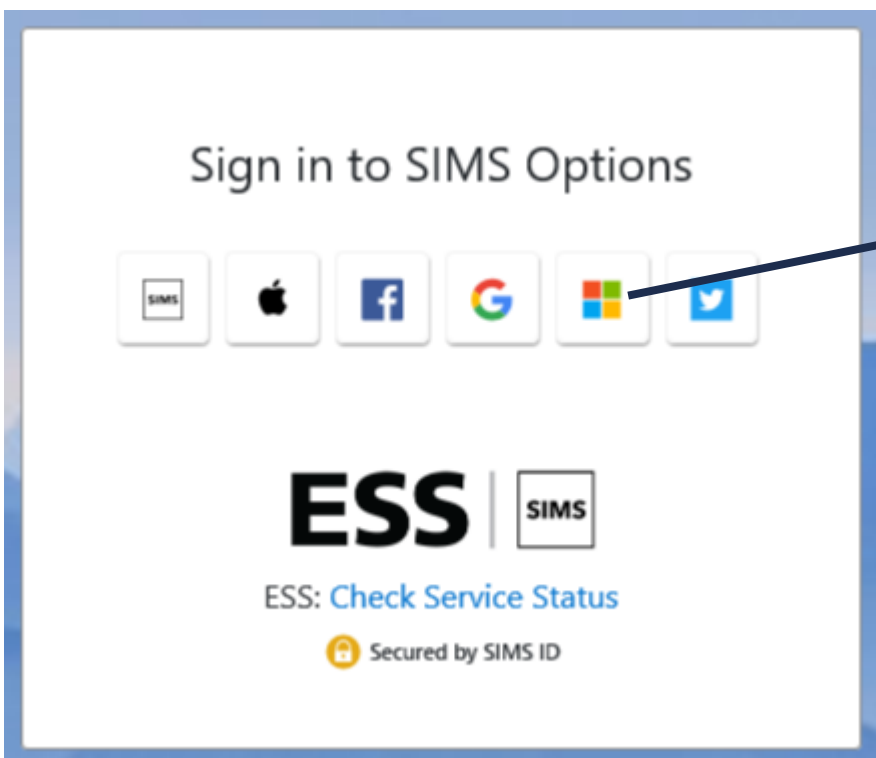 Sign in to SIMS Options
SIMS
ESS SIMS
ESS: Check Service Status
Secured by SIMS ID